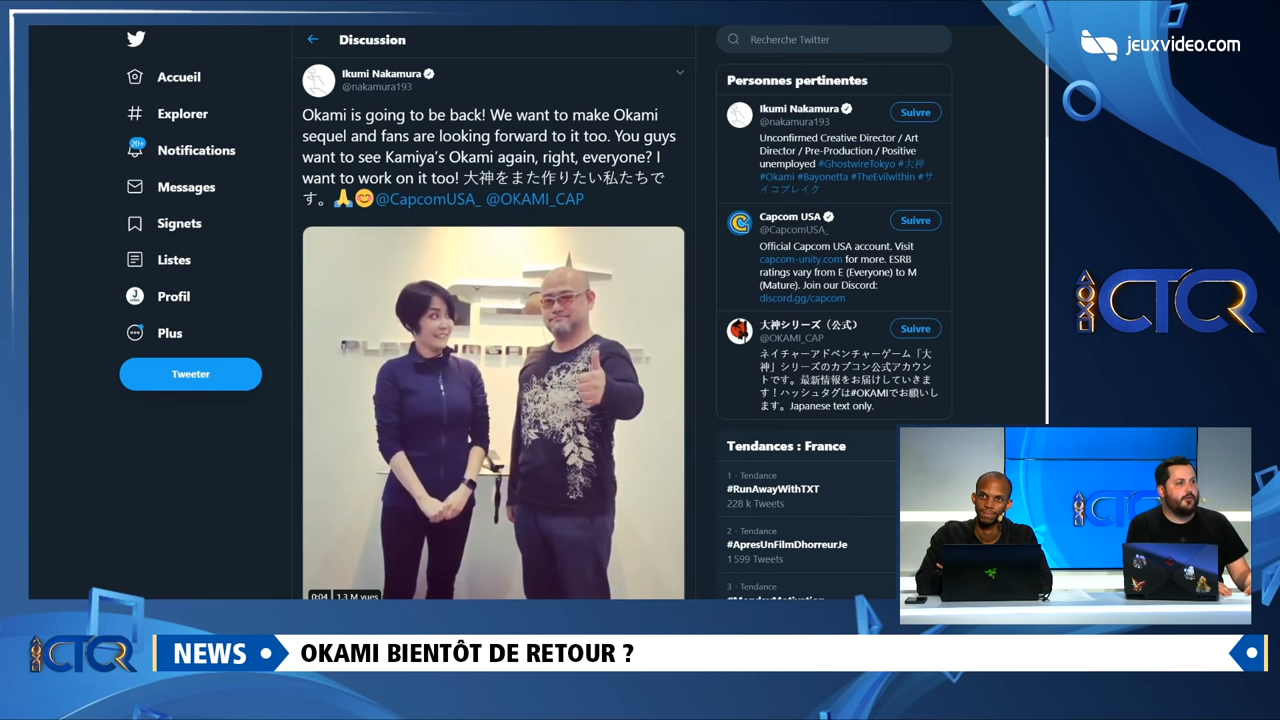 jeuxvideo.com
Accueil
Explorer
20+
Notifications
Messages
Signets
Listes
Profil
Plus
Tweeter
Discussion
Ikumi Nakamura
@nakamura193
Okami is going to be back! We want to make Okami
sequel and fans are looking forward to it too. You guys
want to see Kamiya's Okami again, right, everyone? I
want to work on it too! 大神をまた作りたい私たちで
す。🙏😊@CapcomUSA_ @OKAMI_CAP
0:04 1,3 M vues
Recherche Twitter
Personnes pertinentes
Ikumi Nakamura
@nakamura193
Suivre
Unconfirmed Creative Director / Art
Director / Pre-Production / Positive
unemployed #GhostwireTokyo #大神
#Okami #Bayonetta #TheEvilwithin #サ
イコブレイク
Capcom USA
@CapcomUSA_
Suivre
Official Capcom USA account. Visit
capcom-unity.com for more. ESRB
ratings vary from E (Everyone) to M
(Mature). Join our Discord:
discord.gg/capcom
大神シリーズ（公式）
@OKAMI_CAP
Suivre
ネイチャーアドベンチャーゲーム「大
神」シリーズのカプコン公式アカウン
トです。最新情報をお届けしていきま
す！ハッシュタグは#OKAMIでお願いし
ます。Japanese text only.
Tendances : France
1 · Tendance
#RunAwayWithTXT
228 k Tweets
2 · Tendance
#ApresUnFilmDhorreurJe
1 599 Tweets
3 · Tendance
#MondayMotivation
NEWS
OKAMI BIENTÔT DE RETOUR ?